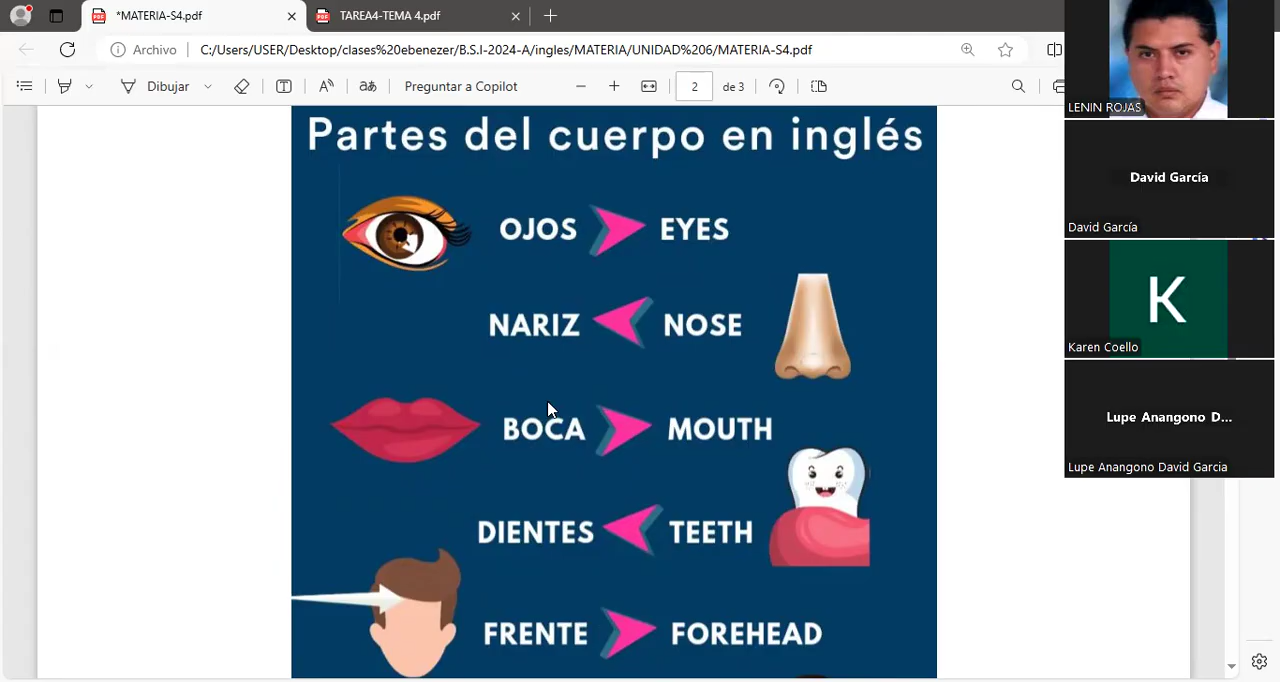 *MATERIA-S4.pdf
TAREA4-TEMA 4.pdf
Archivo
C:/Users/USER/Desktop/clases%20ebenezer/B.S.I-2024-A/ingles/MATERIA/UNIDAD%206/MATERIA-S4.pdf
Dibujar
aあ
Preguntar a Copilot
2 de 3
Partes del cuerpo en inglés
OJOS EYES
NARIZ NOSE
BOCA MOUTH
DIENTES TEETH
FRENTE FOREHEAD
LENIN ROJAS
David García
David García
K
Karen Coello
Lupe Anangono D...
Lupe Anangono David Garcia